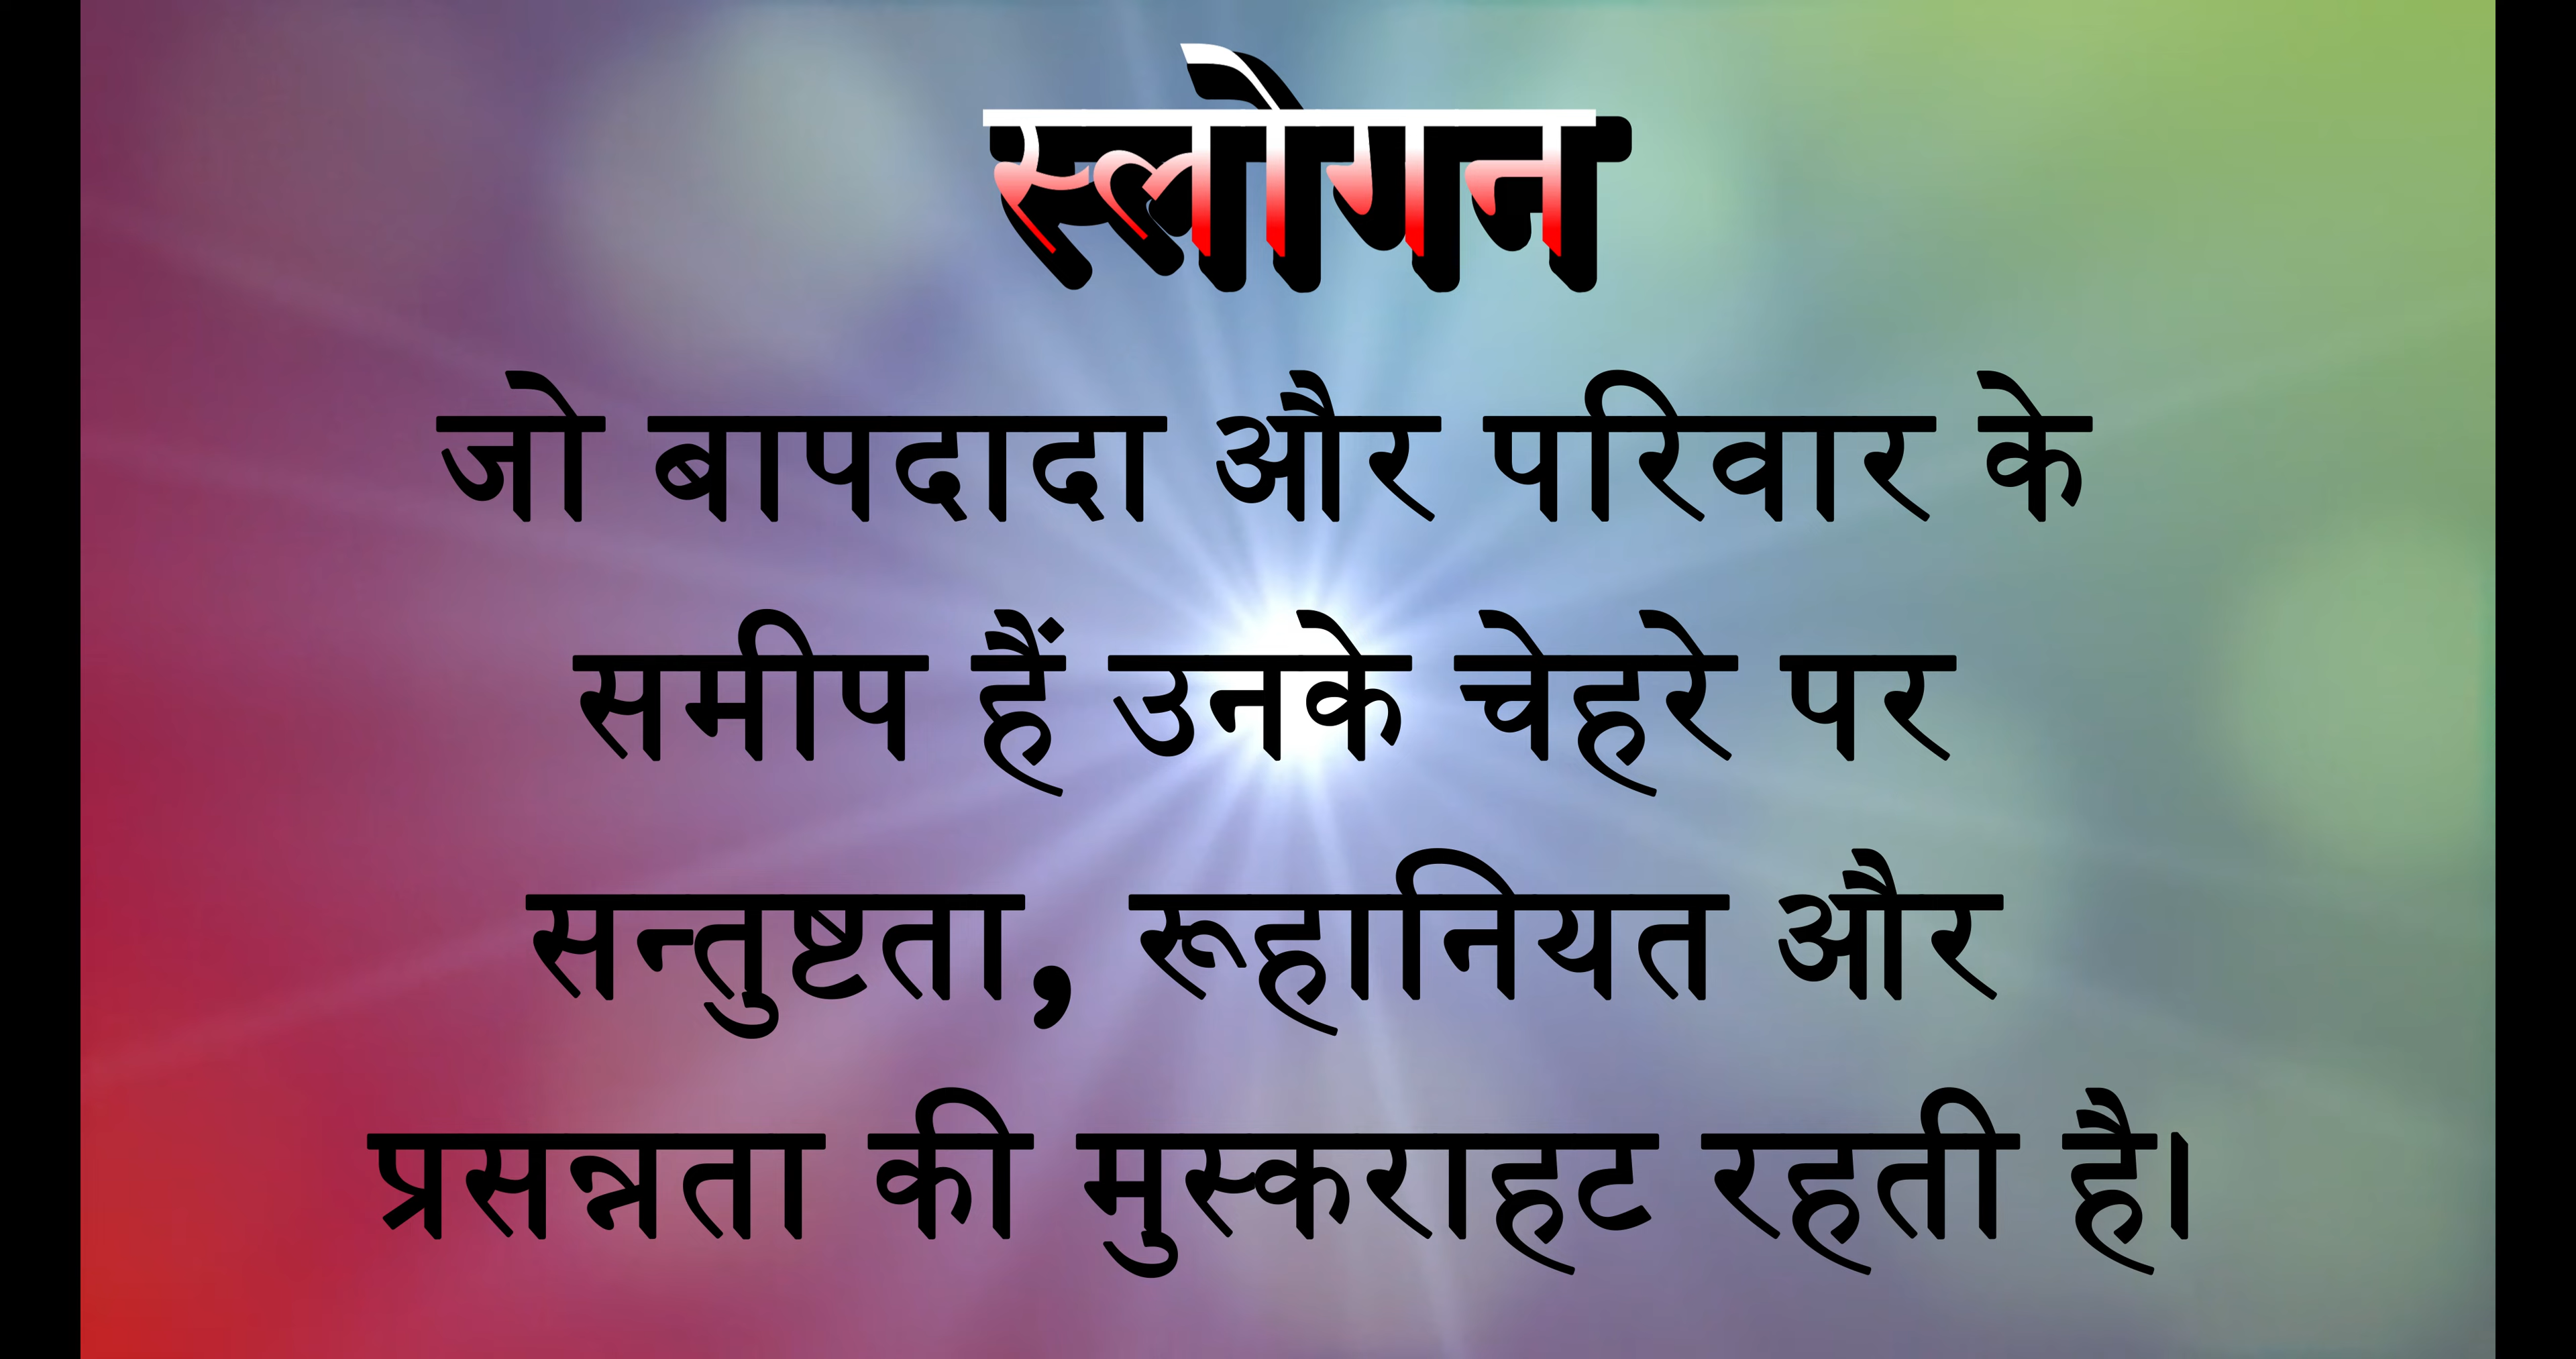 स्लोगन
जो बापदादा और परिवार के
समीप हैं उनके चेहरे पर
सन्तुष्टता, रूहानियत और
प्रसन्नता की मुस्कराहट रहती है।